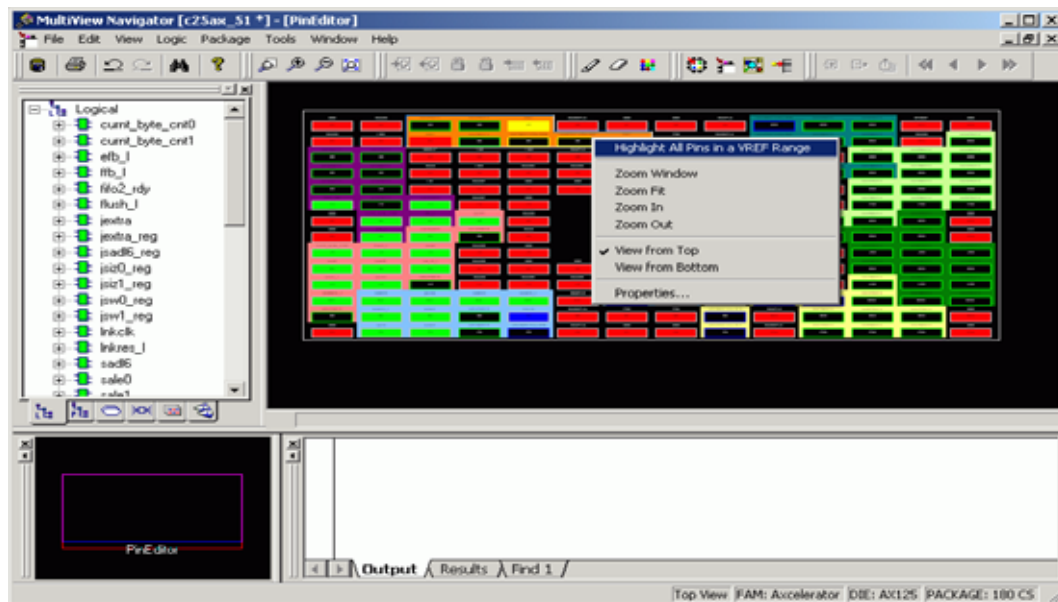 MultiView Navigator [c25ax_S1 *] - [PinEditor]
File Edit View Logic Package Tools Window Help
Logical
curnt_byte_cnt0
curnt_byte_cnt1
efb_l
ffb_l
fifo2_rdy
flush_l
jextra
jextra_reg
jsadl6_reg
jsiz0_reg
jsiz1_reg
jsw0_reg
jsw1_reg
lnkclk
lnkres_l
sadl6
sale0
sale1
Highlight All Pins in a VREF Range
Zoom Window
Zoom Fit
Zoom In
Zoom Out
View from Top
View from Bottom
Properties...
PinEditor
Output Results Find 1
Top View FAM: Axcelerator DIE: AX125 PACKAGE: 180 CS